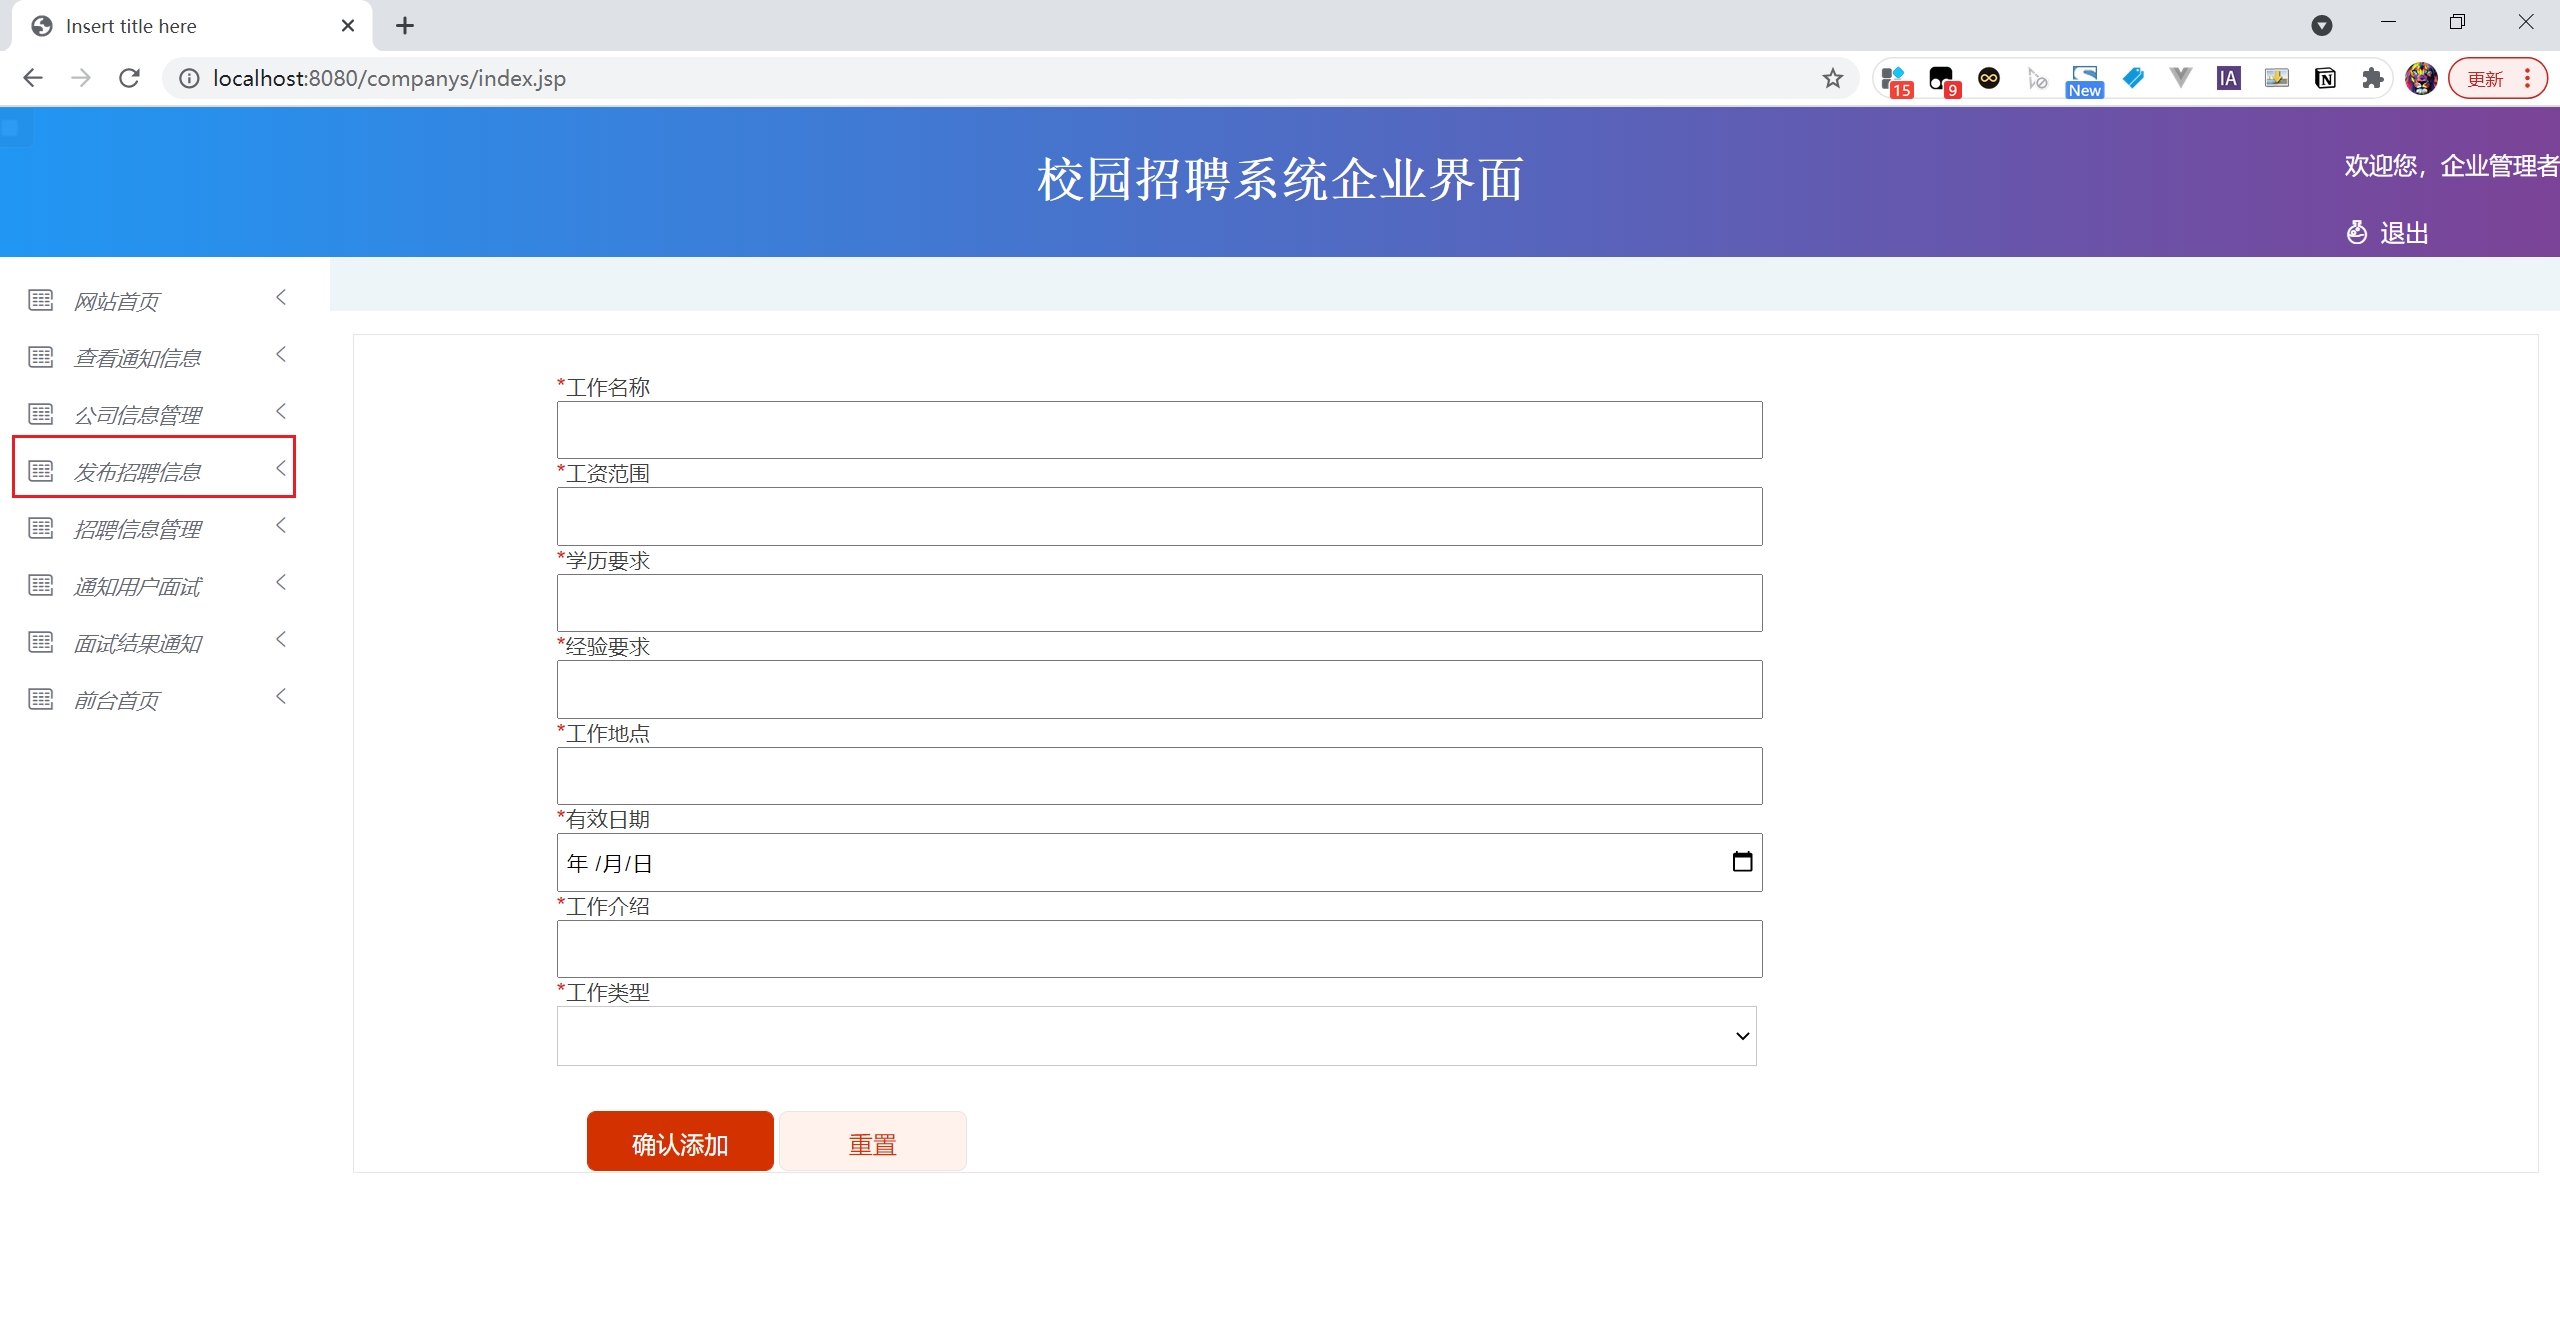 Insert title here
localhost:8080/companys/index.jsp
15
9
New
IA
更新
校园招聘系统企业界面
欢迎您，企业管理者
退出
网站首页
查看通知信息
公司信息管理
发布招聘信息
招聘信息管理
通知用户面试
面试结果通知
前台首页
*工作名称
*工资范围
*学历要求
*经验要求
*工作地点
*有效日期
年 /月/日
*工作介绍
*工作类型
确认添加
重置